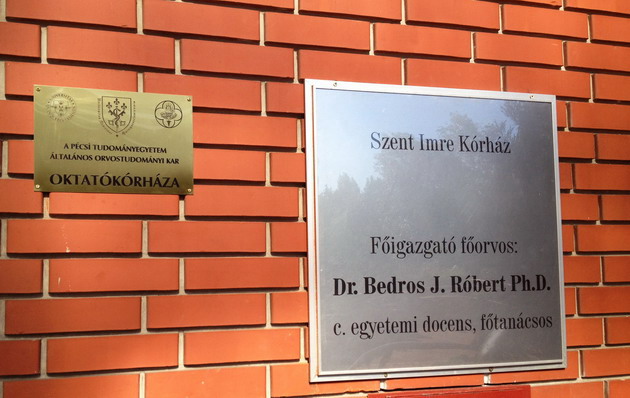 A PÉCSI TUDOMÁNYEGYETEM
ÁLTALÁNOS ORVOSTUDOMÁNYI KAR
OKTATÓKÓRHÁZA
Szent Imre Kórház
Főigazgató főorvos:
Dr. Bedros J. Róbert Ph.D.
c. egyetemi docens, főtanácsos